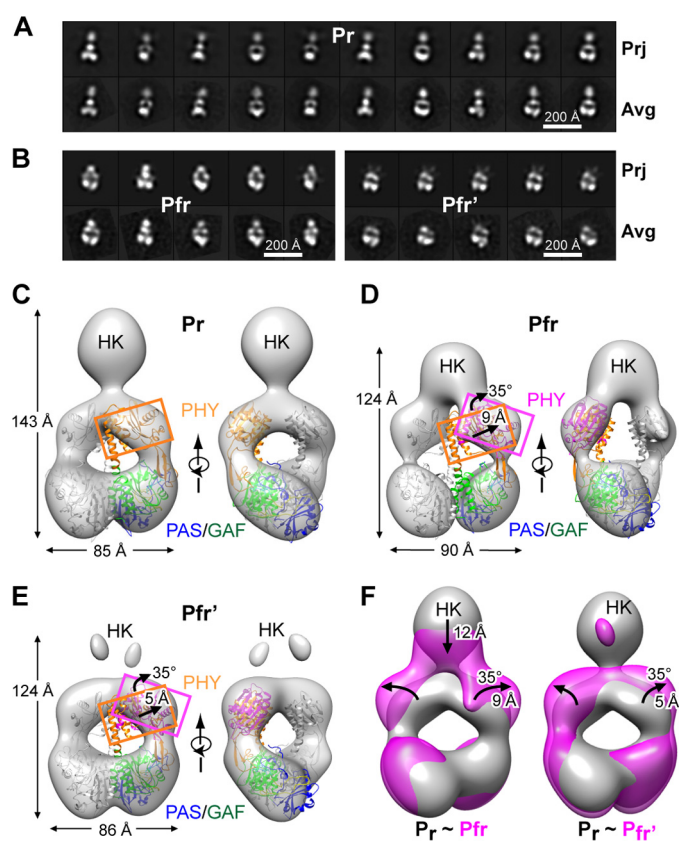 A
Pr
Prj
Avg
200 Å
B
Pfr
Pfr’
Prj
Avg
200 Å
200 Å
C
Pr
HK
143 Å
PHY
PAS/GAF
85 Å
D
Pfr
HK
HK
124 Å
35°
9 Å
PHY
PAS/GAF
90 Å
E
Pfr’
HK
HK
124 Å
35°
5 Å
PHY
PAS/GAF
86 Å
F
HK
12 Å
35°
9 Å
Pr ~ Pfr
HK
35°
5 Å
Pr ~ Pfr’